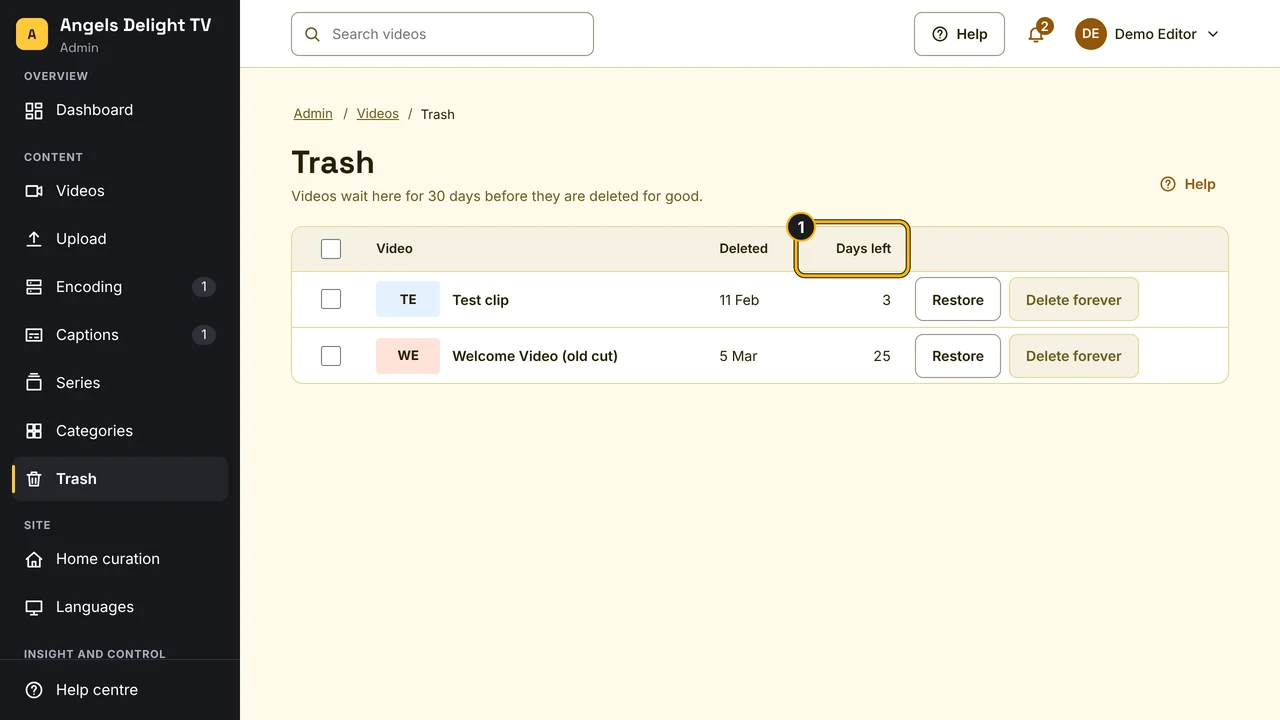 A
Angels Delight TV
Admin
OVERVIEW
Dashboard
CONTENT
Videos
Upload
Encoding 1
Captions 1
Series
Categories
Trash
SITE
Home curation
Languages
INSIGHT AND CONTROL
Help centre
Search videos
Help
2
DE Demo Editor
Admin / Videos / Trash
Trash
Videos wait here for 30 days before they are deleted for good.
Help
1
Video Deleted Days left
TE Test clip 11 Feb 3 Restore Delete forever
WE Welcome Video (old cut) 5 Mar 25 Restore Delete forever